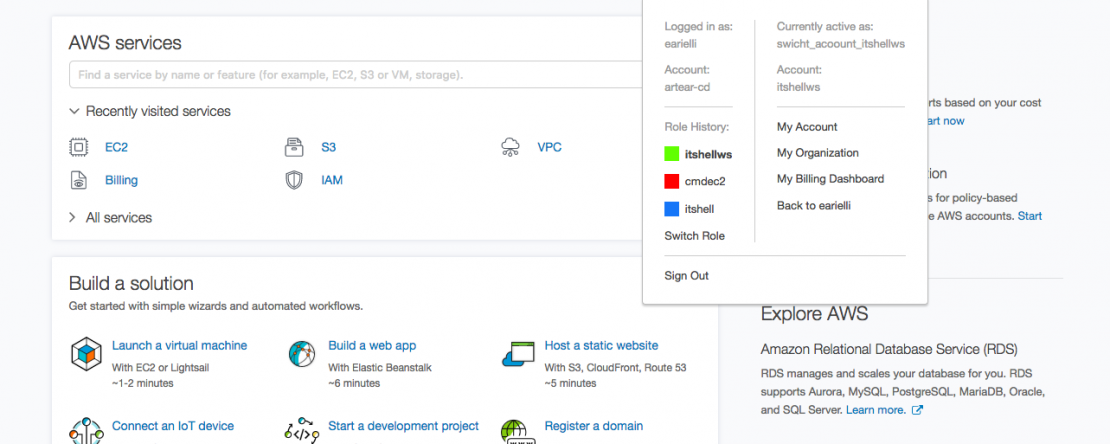 AWS services
Find a service by name or feature (for example, EC2, S3 or VM, storage).
Recently visited services
EC2
S3
VPC
Billing
IAM
All services
Build a solution
Get started with simple wizards and automated workflows.
Launch a virtual machine
With EC2 or Lightsail
~1-2 minutes
Build a web app
With Elastic Beanstalk
~6 minutes
Host a static website
With S3, CloudFront, Route 53
~5 minutes
Connect an IoT device
Start a development project
Register a domain
Logged in as:
earielli
Account:
artear-cd
Currently active as:
swicht_acoount_itshellws
Account:
itshellws
Role History:
itshellws
cmdec2
itshell
Switch Role
My Account
My Organization
My Billing Dashboard
Back to earielli
Sign Out
based on your cost
now
for policy-based
AWS accounts. Start
Explore AWS
Amazon Relational Database Service (RDS)
RDS manages and scales your database for you. RDS
supports Aurora, MySQL, PostgreSQL, MariaDB, Oracle,
and SQL Server. Learn more.